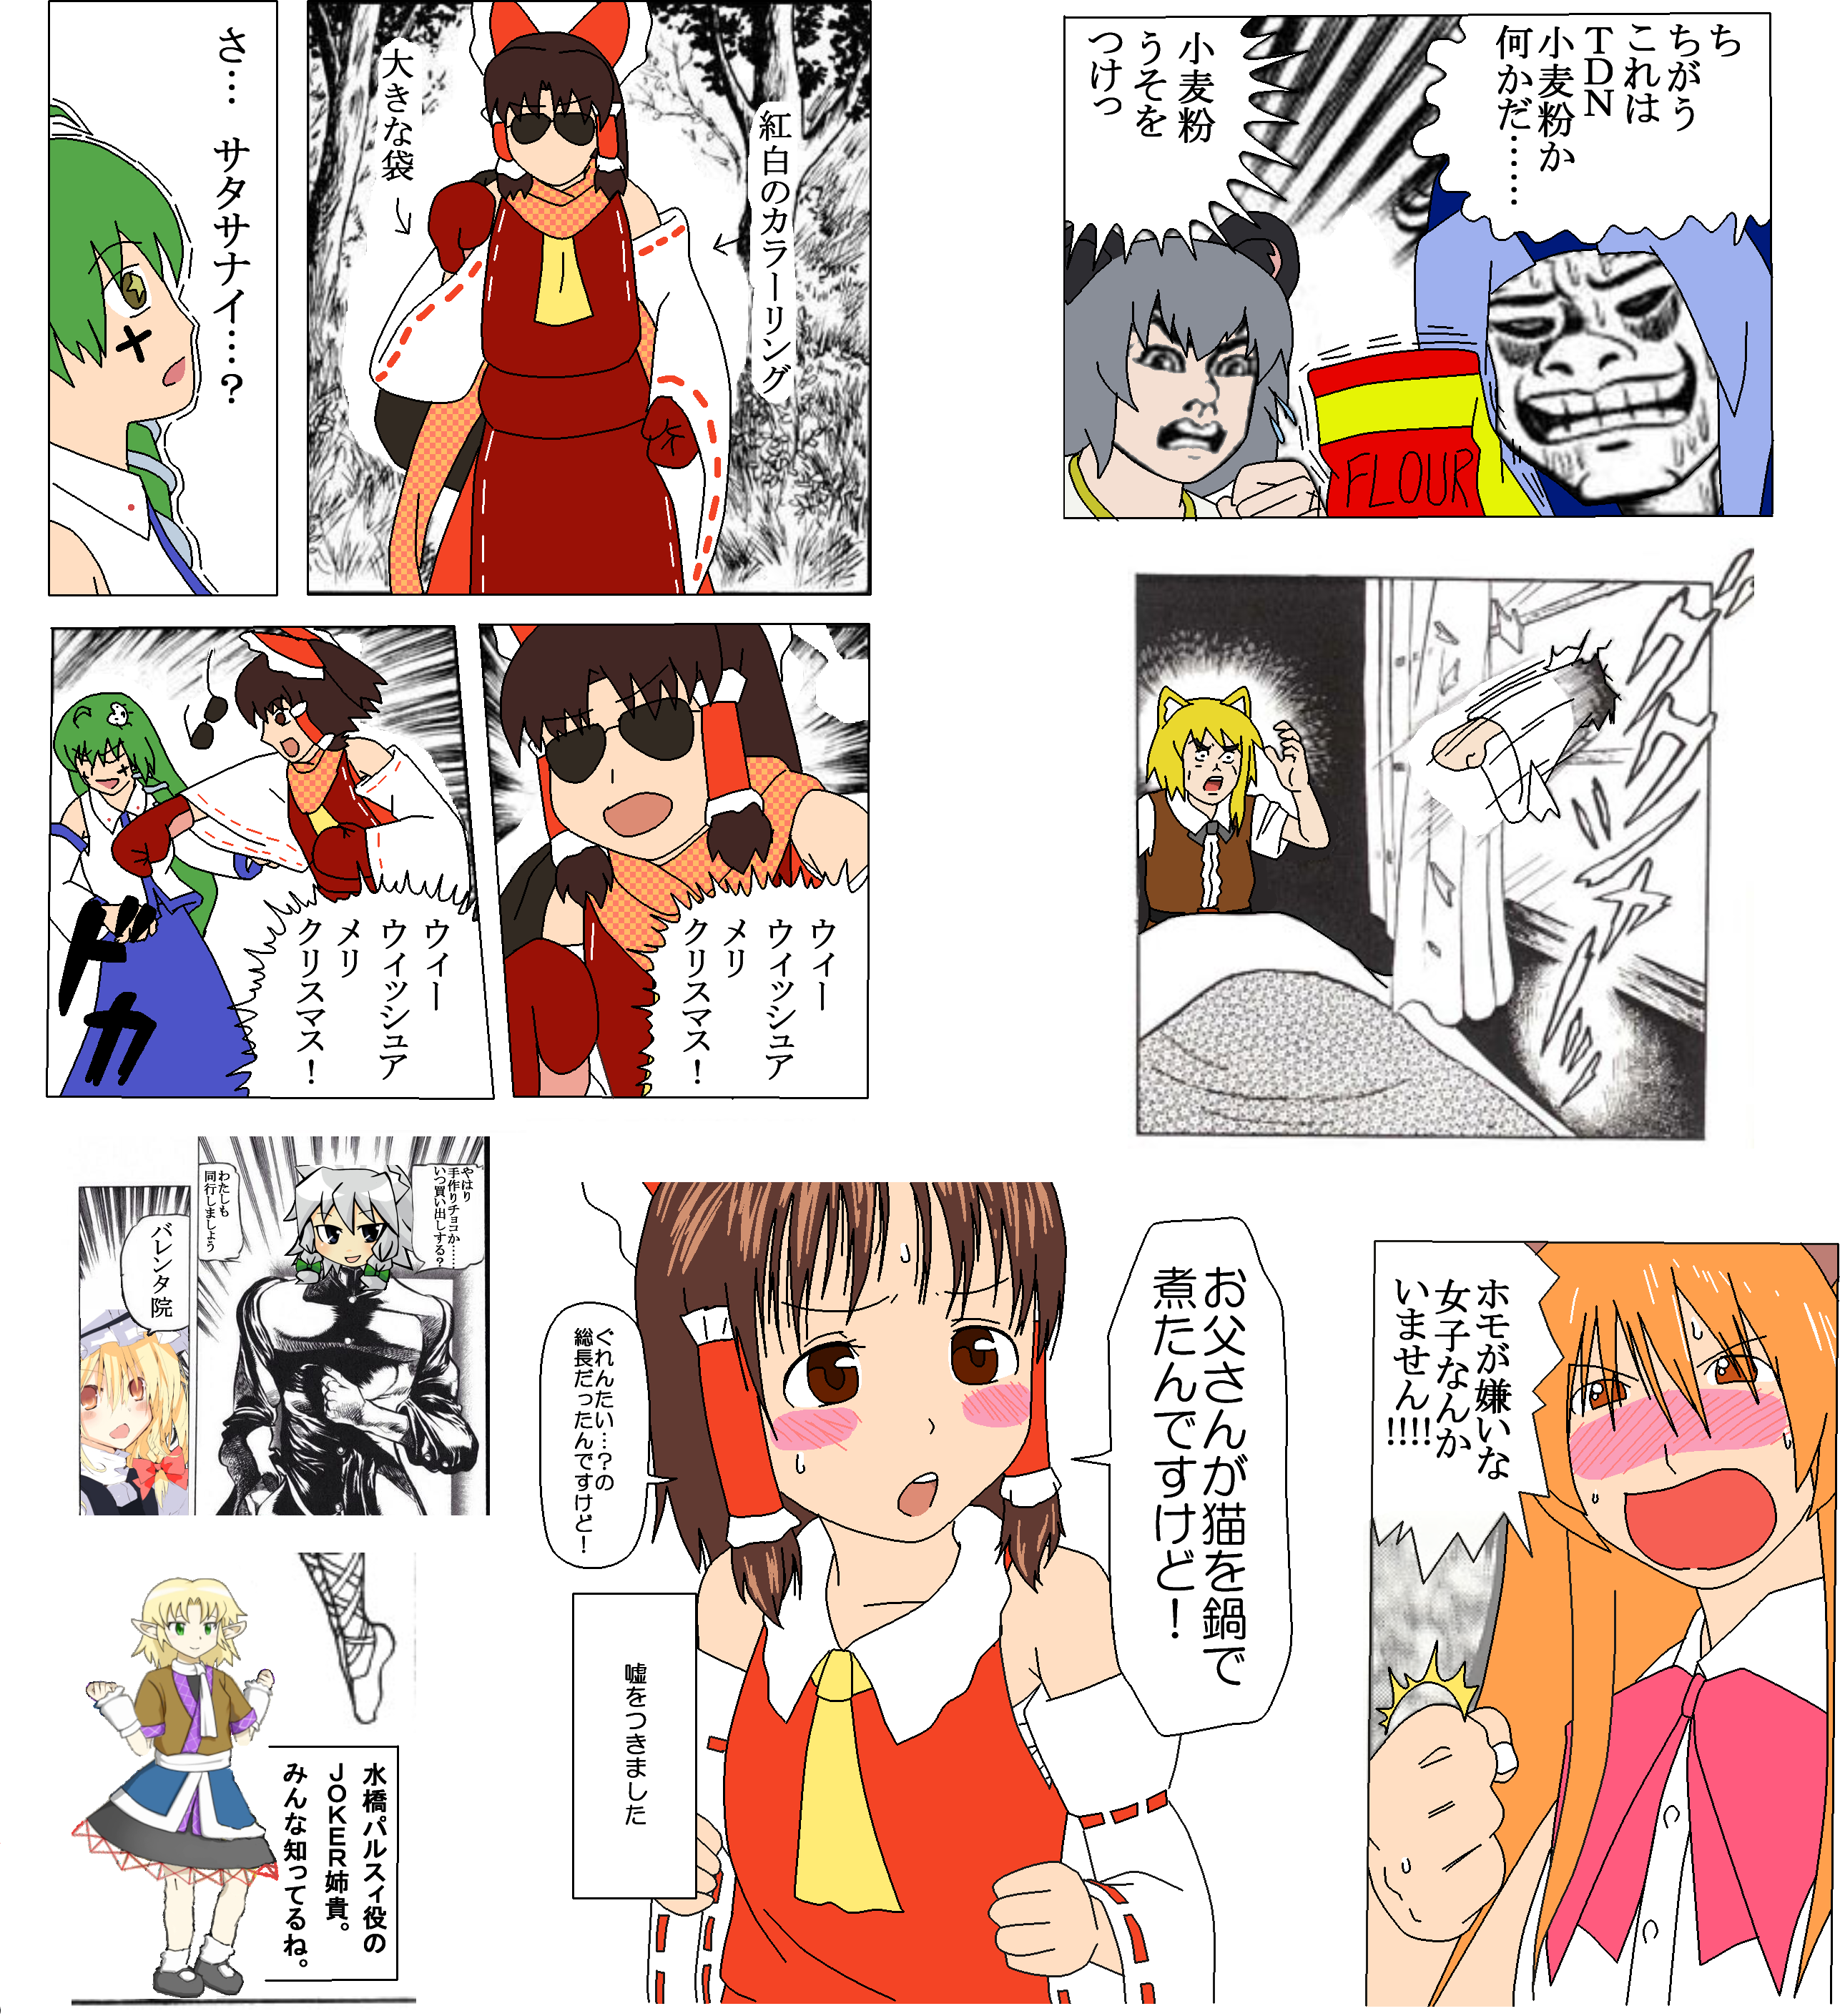 大きな袋
紅白のカラーリング
さ… サタサナイ…？
ウィー
ウィッシュア
メリ
クリスマス！
ウィー
ウィッシュア
メリ
クリスマス！
ドカ
ち
ちがう
これは
TDN
小麦粉か
何かだ……
小麦粉
うそを
つけっ
FLOUR
やはり
手作りチョコか……
いつ買い出しする？
わたしも
同行しましょう
バレンタ院
お父さんが猫を鍋で
煮たんですけど！
ぐれんたい…？の
総長だったんですけど！
嘘をつきました
ホモが嫌いな
女子なんか
いません!!!!
水橋パルスィ役の
JOKER姉貴。
みんな知ってるね。